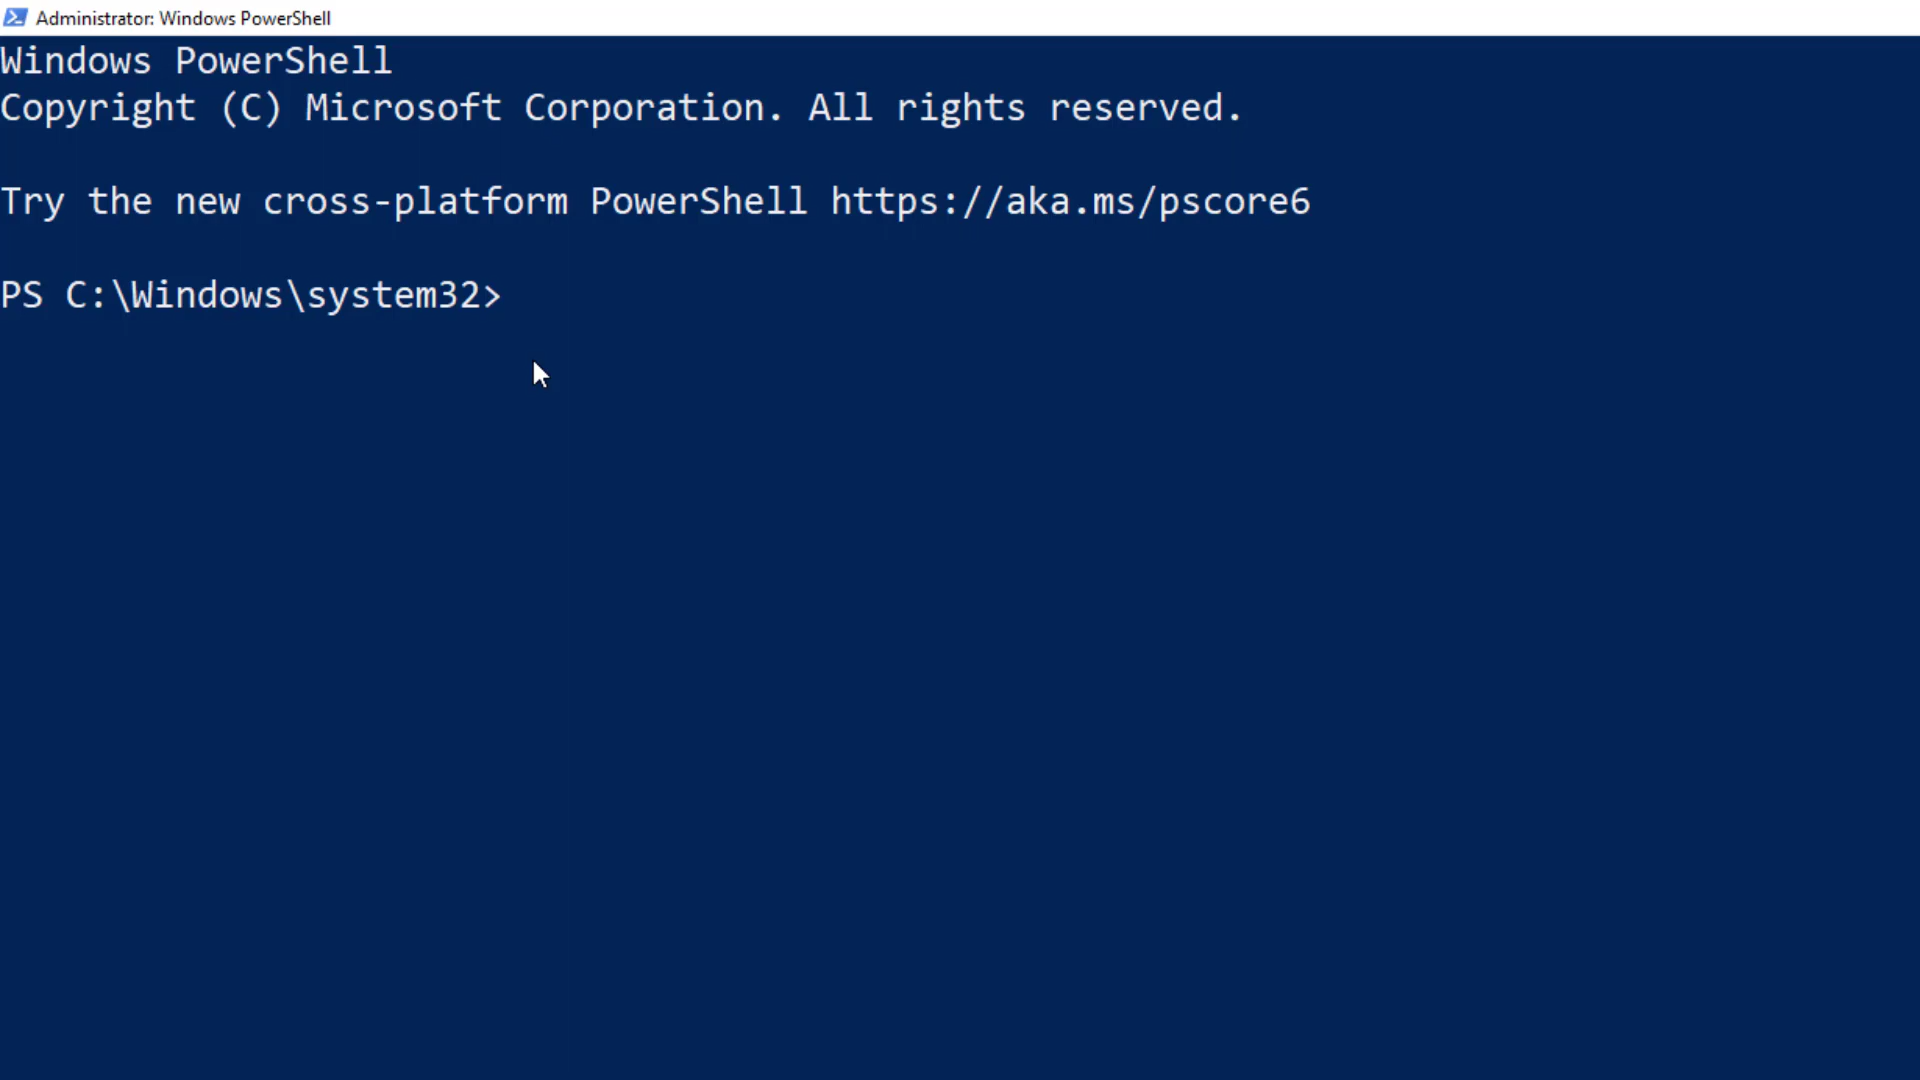 Administrator: Windows PowerShell
Windows PowerShell
Copyright (C) Microsoft Corporation. All rights reserved.
Try the new cross-platform PowerShell https://aka.ms/pscore6
PS C:\Windows\system32>